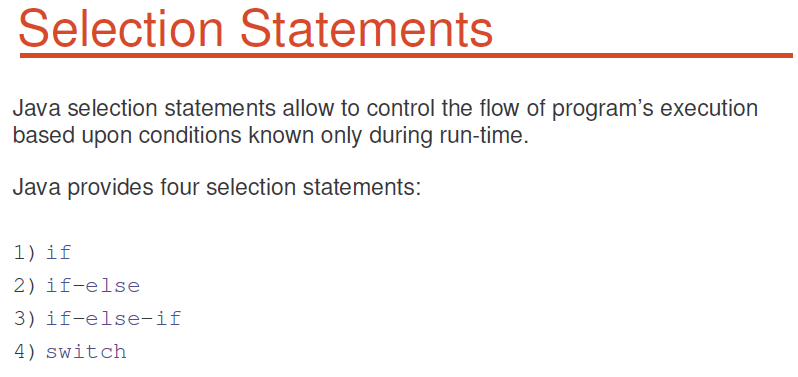 Selection Statements
Java selection statements allow to control the flow of program's execution
based upon conditions known only during run-time.
Java provides four selection statements:
1) if
2) if-else
3) if-else-if
4) switch